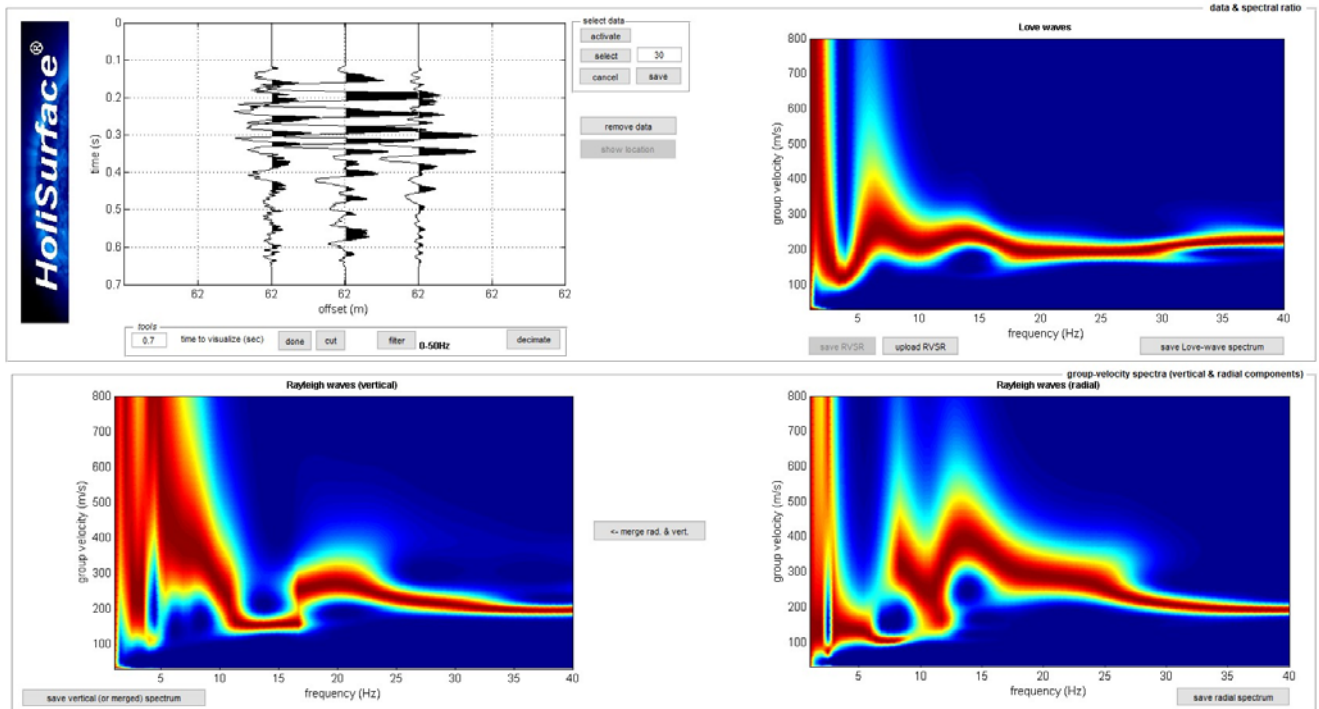 data & spectral ratio
HoliSurface®
0
0.1
0.2
0.3
0.4
0.5
0.6
0.7
time (s)
62 62 62 62 62 62
offset (m)
select data
activate
select 30
cancel save
remove data
show location
tools
0.7 time to visualize (sec) done cut filter 0-50Hz decimate
Love waves
800
700
600
500
400
300
200
100
group velocity (m/s)
5 10 15 20 25 30 35 40
frequency (Hz)
save RVSR upload RVSR save Love-wave spectrum
group-velocity spectra (vertical & radial components)
Rayleigh waves (vertical)
800
700
600
500
400
300
200
100
group velocity (m/s)
5 10 15 20 25 30 35 40
frequency (Hz)
save vertical (or merged) spectrum
<- merge rad. & vert.
Rayleigh waves (radial)
800
700
600
500
400
300
200
100
group velocity (m/s)
5 10 15 20 25 30 35 40
frequency (Hz)
save radial spectrum